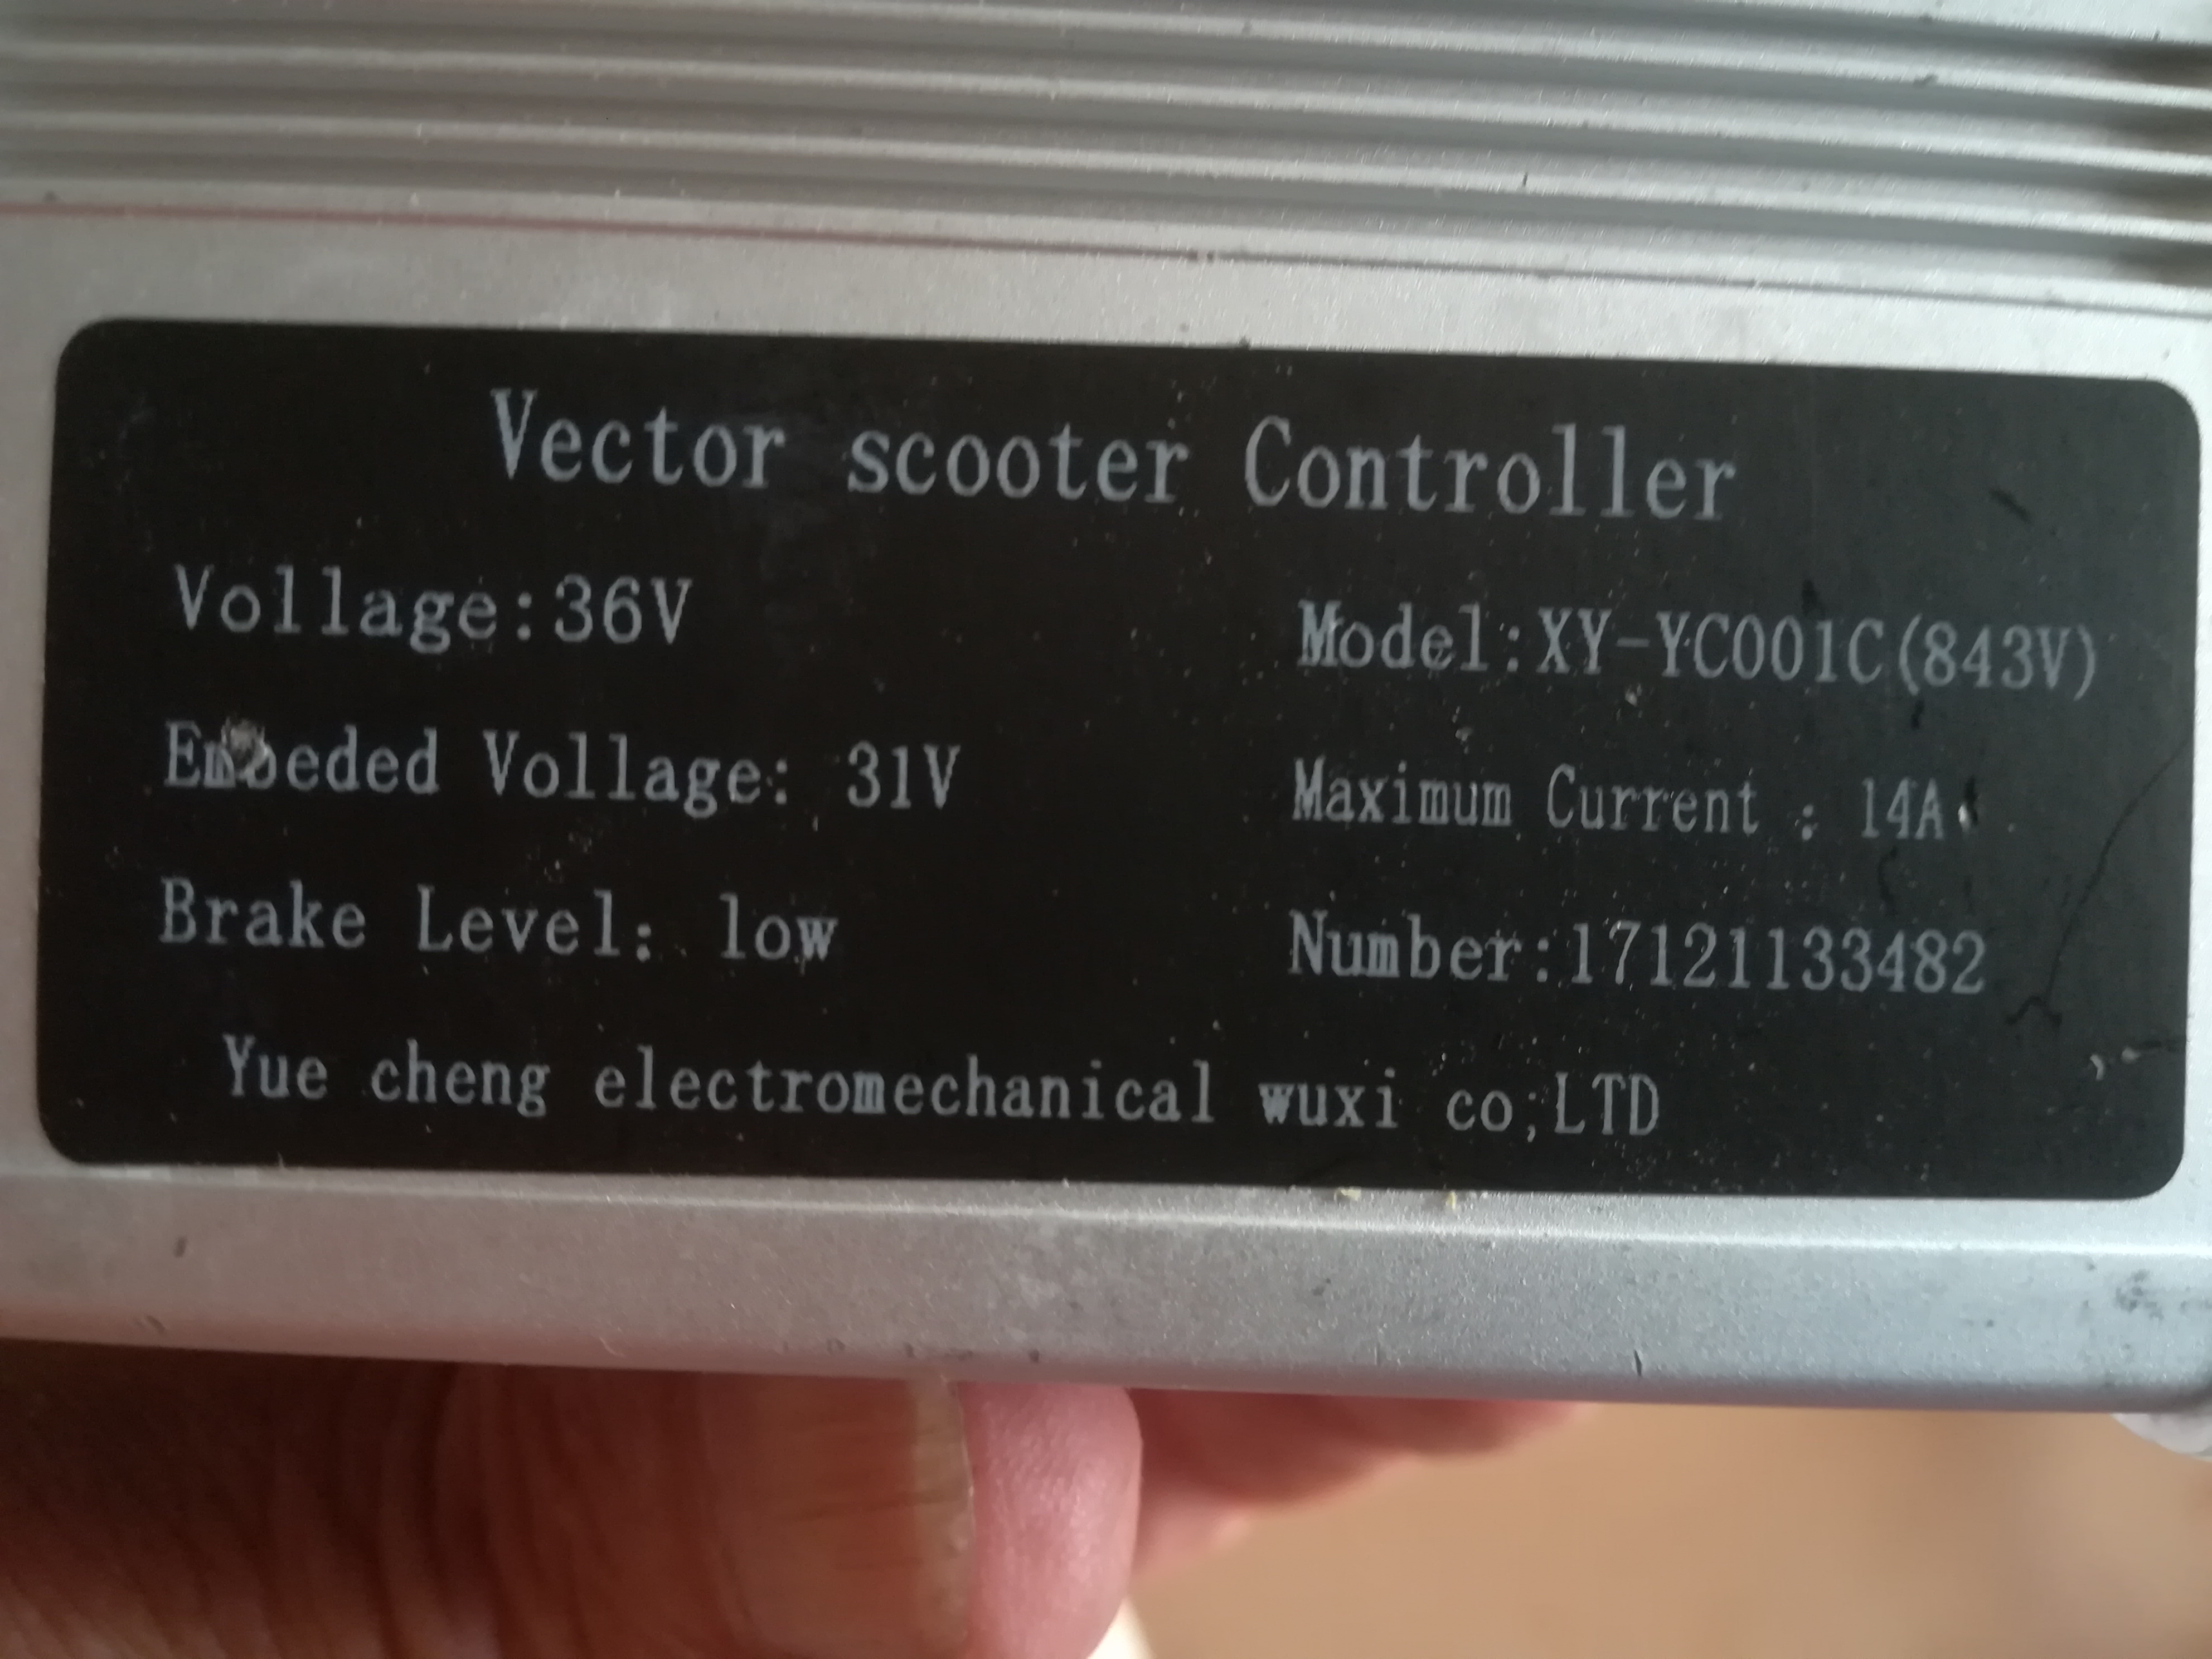 Vector scooter Controller
Vollage:36V
Model:XY-YC001C(843V)
Embeded Vollage: 31V
Maximum Current : 14A
Brake Level: low
Number:17121133482
Yue cheng electromechanical wuxi co;LTD